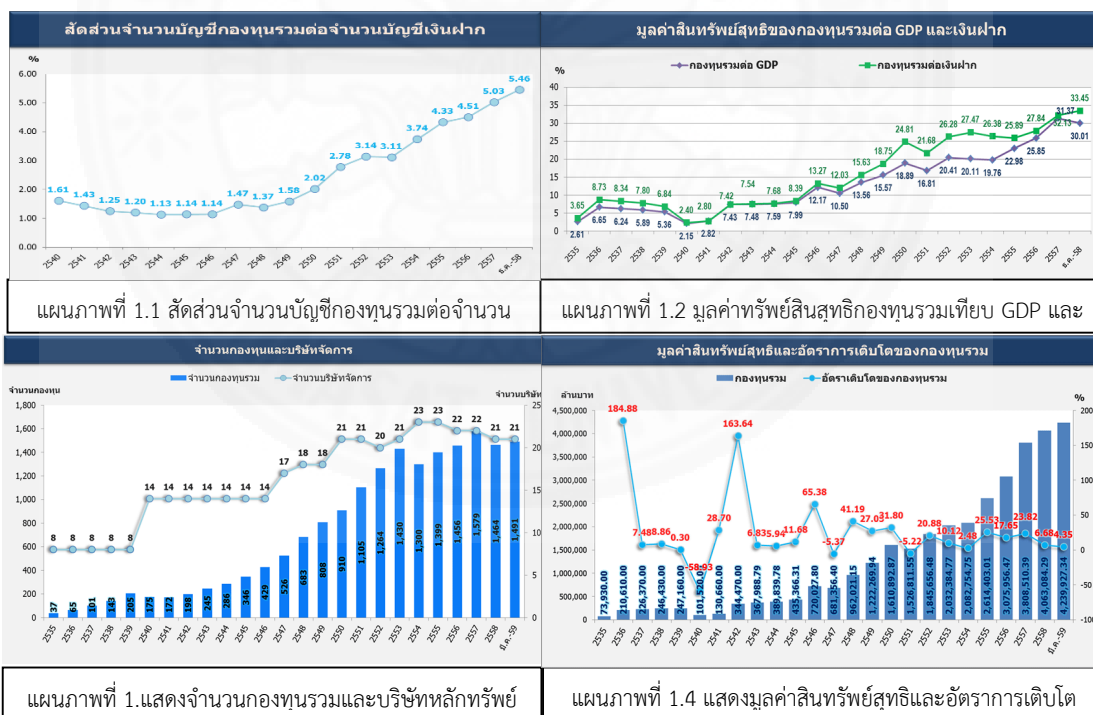 สัดส่วนจำนวนบัญชีกองทุนรวมต่อจำนวนบัญชีเงินฝาก
%
6.00
5.00
4.00
3.00
2.00
1.00
0.00
1.61 1.43 1.25 1.20 1.13 1.14 1.14 1.47 1.37 1.58 2.02 2.78 3.14 3.11 3.74 4.33 4.51 5.03 5.46
2540 2541 2542 2543 2544 2545 2546 2547 2548 2549 2550 2551 2552 2553 2554 2555 2556 2557 ธ.ค.-58
แผนภาพที่ 1.1 สัดส่วนจำนวนบัญชีกองทุนรวมต่อจำนวน
มูลค่าสินทรัพย์สุทธิของกองทุนรวมต่อ GDP และเงินฝาก
กองทุนรวมต่อ GDP กองทุนรวมต่อเงินฝาก
%
40
35
30
25
20
15
10
5
0
3.65 8.73 8.34 7.80 6.84 2.40 2.80 7.42 7.54 7.68 8.39 13.27 12.03 15.63 18.75 24.81 21.68 26.28 27.47 26.38 25.89 27.84 32.13 33.45
2.61 6.65 6.24 5.89 5.36 2.15 2.82 7.43 7.48 7.59 7.99 12.17 10.50 13.56 15.57 18.89 16.81 20.41 20.11 19.76 22.98 25.85 31.37 30.01
2535 2536 2537 2538 2539 2540 2541 2542 2543 2544 2545 2546 2547 2548 2549 2550 2551 2552 2553 2554 2555 2556 2557 ธ.ค.-58
แผนภาพที่ 1.2 มูลค่าทรัพย์สินสุทธิกองทุนรวมเทียบ GDP และ
จำนวนกองทุนและบริษัทจัดการ
จำนวนกองทุนรวม จำนวนบริษัทจัดการ
จำนวนกองทุน จำนวนบริษัท
1,800
1,600
1,400
1,200
1,000
800
600
400
200
0
25
20
15
10
5
0
8 8 8 8 8 14 14 14 14 14 14 14 17 18 18 21 21 20 21 23 23 22 22 21 21
37 65 101 143 205 175 172 198 245 286 346 429 526 683 808 910 1,105 1,264 1,430 1,300 1,399 1,456 1,579 1,464 1,491
2535 2536 2537 2538 2539 2540 2541 2542 2543 2544 2545 2546 2547 2548 2549 2550 2551 2552 2553 2554 2555 2556 2557 2558 มี.ค.-59
แผนภาพที่ 1.แสดงจำนวนกองทุนรวมและบริษัทหลักทรัพย์
มูลค่าสินทรัพย์สุทธิและอัตราการเติบโตของกองทุนรวม
กองทุนรวม อัตราเติบโตของกองทุนรวม
ล้านบาท %
4,500,000
4,000,000
3,500,000
3,000,000
2,500,000
2,000,000
1,500,000
1,000,000
500,000
0
200
150
100
50
0
-50
-100
184.88 7.48 8.86 0.30 -58.93 28.70 163.64 6.83 5.94 11.68 65.38 -5.37 41.19 27.05 31.80 -5.22 20.88 10.12 2.48 25.53 17.65 23.82 6.68 4.35
73,930.00 210,610.00 226,370.00 246,430.00 247,160.00 101,520.00 130,660.00 344,470.00 367,988.79 389,839.78 435,366.31 720,027.80 681,356.40 962,021.15 1,222,269.94 1,610,892.87 1,526,811.55 1,845,656.48 2,032,384.77 2,082,754.75 2,614,403.01 3,075,956.47 3,808,510.39 4,063,084.29 4,239,927.34
2535 2536 2537 2538 2539 2540 2541 2542 2543 2544 2545 2546 2547 2548 2549 2550 2551 2552 2553 2554 2555 2556 2557 2558 มี.ค.-59
แผนภาพที่ 1.4 แสดงมูลค่าสินทรัพย์สุทธิและอัตราการเติบโต